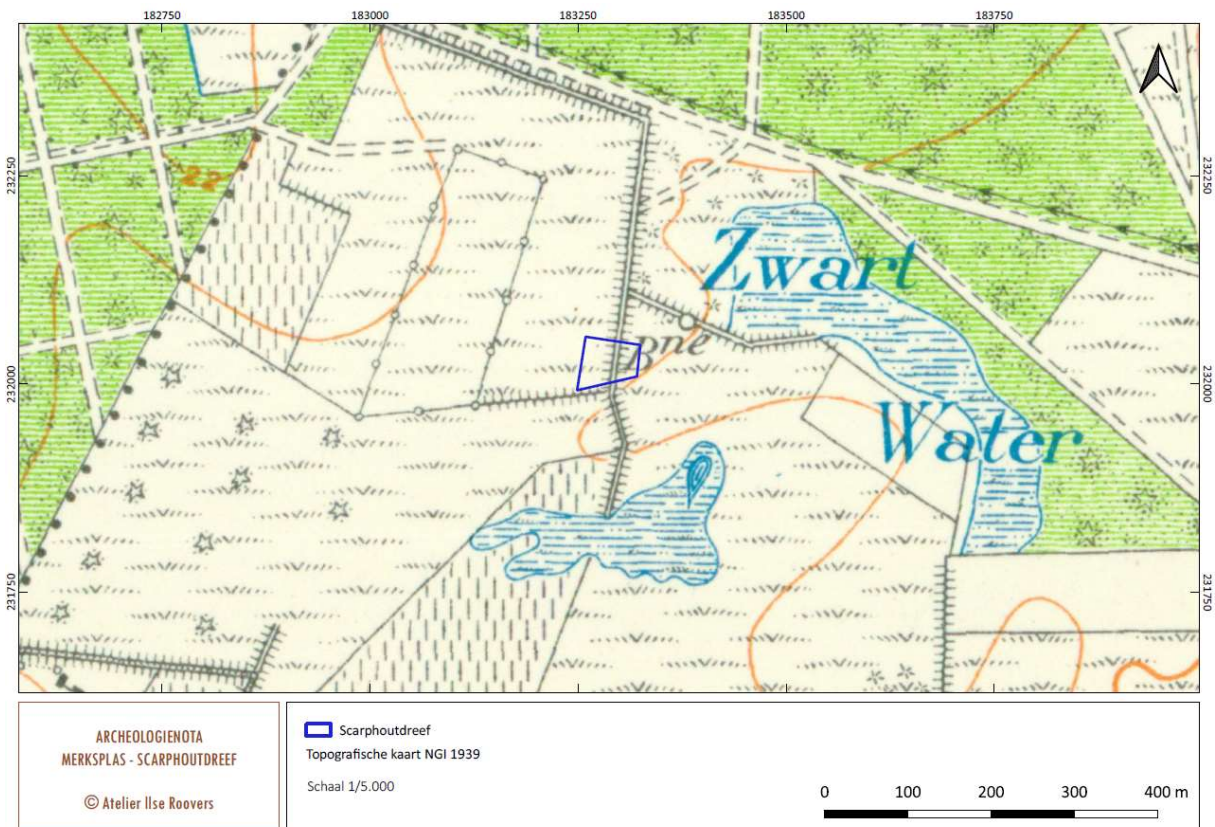 182750 183000 183250 183500 183750
232250 232250
22
Zwart
Bne
232000 232000
Water
231750 231750
ARCHEOLOGIENOTA
MERKSPLAS - SCARPHOUTDREEF
© Atelier Ilse Roovers
Scarphoutdreef
Topografische kaart NGI 1939
Schaal 1/5.000
0 100 200 300 400 m